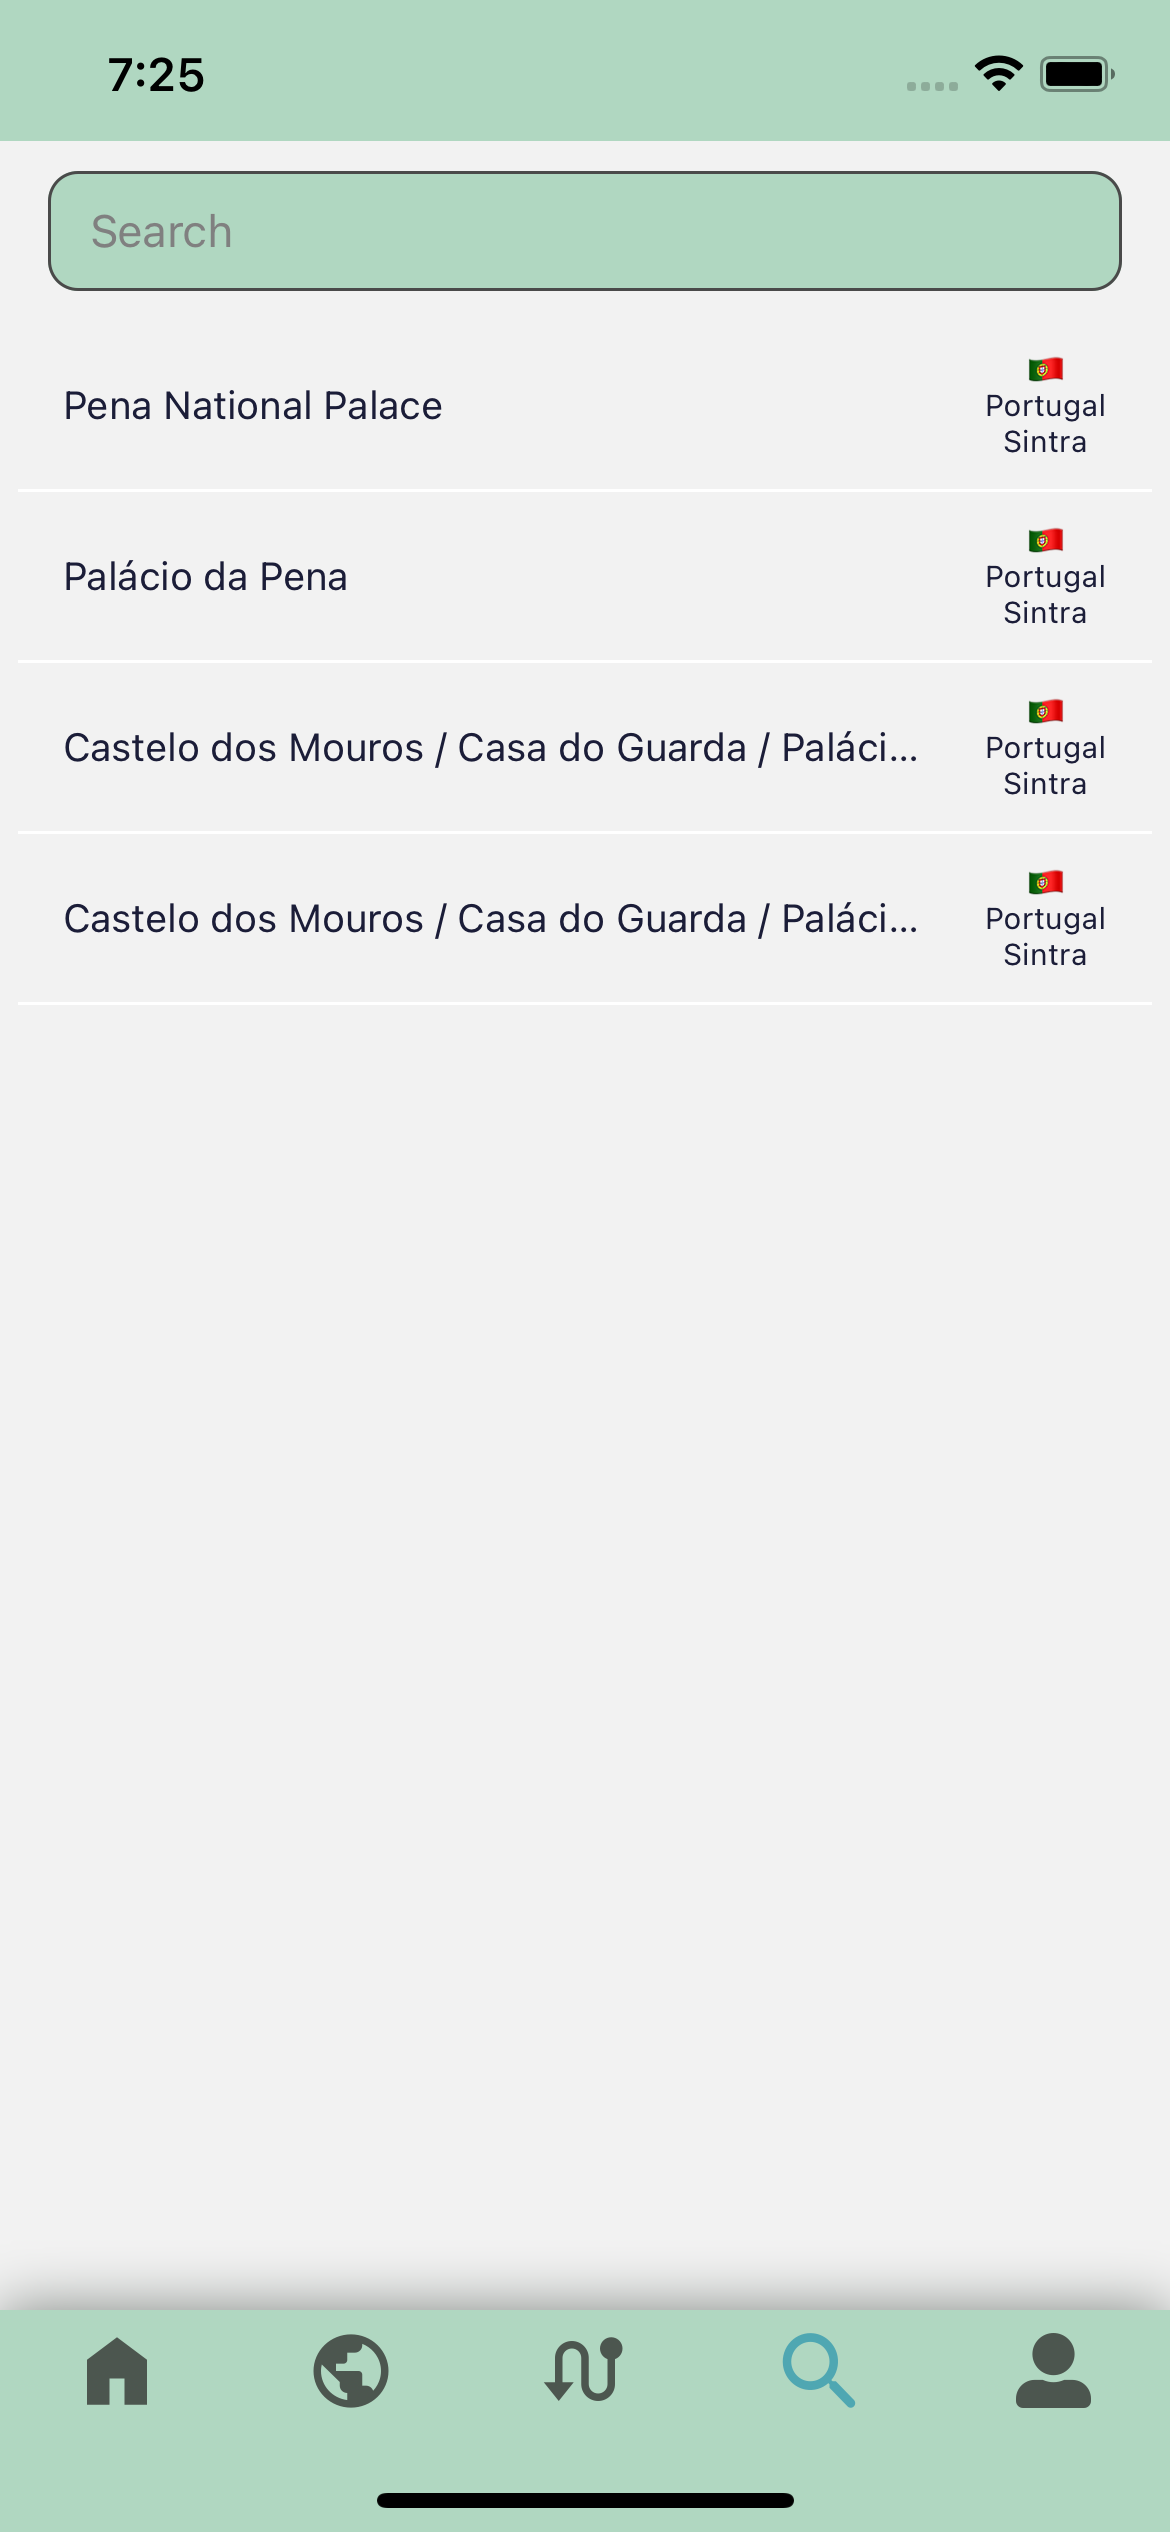 7:25
Search
Pena National Palace
Portugal
Sintra
Palácio da Pena
Portugal
Sintra
Castelo dos Mouros / Casa do Guarda / Paláci...
Portugal
Sintra
Castelo dos Mouros / Casa do Guarda / Paláci...
Portugal
Sintra